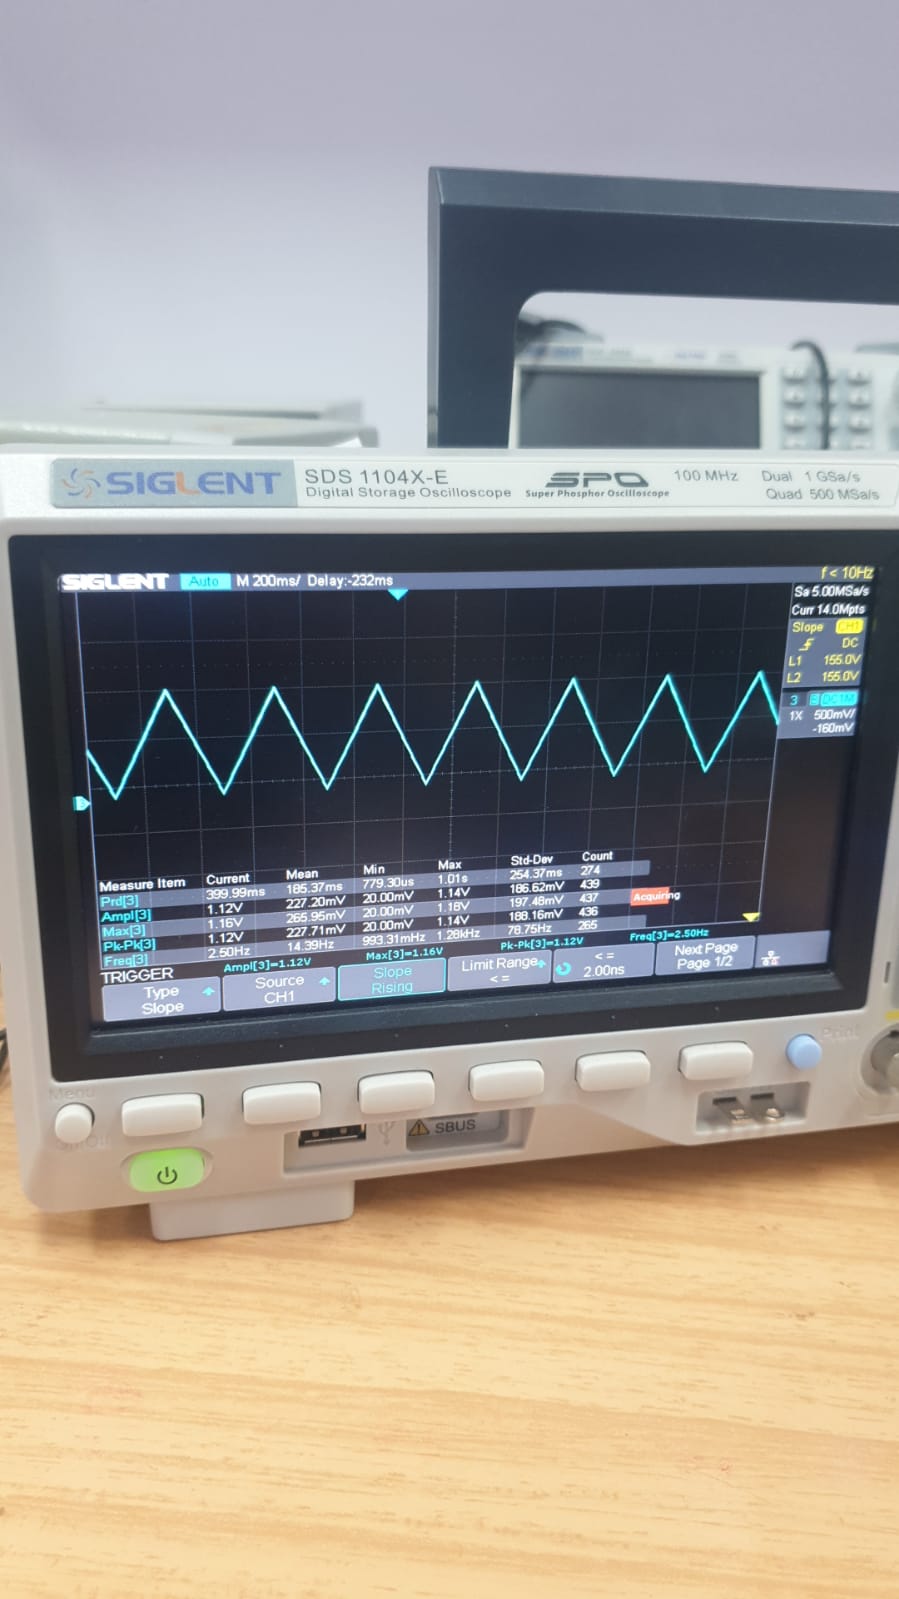 SIGLENT SDS 1104X-E SPO 100 MHz Dual 1 GSa/s
Digital Storage Oscilloscope Super Phosphor Oscilloscope Quad 500 MSa/s
SIGLENT Auto M 200ms/ Delay:-232ms f < 10Hz
Sa 5.00MSa/s
Curr 14.0Mpts
Slope CH1
DC
L1 155.0V
L2 155.0V
3 B DC1M
1X 500mV/
-160mV
Measure Item Current Mean Min Max Std-Dev Count
Prd[3] 399.99ms 185.37ms 779.30us 1.01s 254.37ms 274
Ampl[3] 1.12V 227.20mV 20.00mV 1.14V 186.62mV 439
Max[3] 1.16V 265.95mV 20.00mV 1.18V 197.48mV 437
Pk-Pk[3] 1.12V 227.71mV 20.00mV 1.14V 188.16mV 436
Freq[3] 2.50Hz 14.39Hz 993.31mHz 1.28kHz 78.75Hz 265
Acquiring
TRIGGER Ampl[3]=1.12V Max[3]=1.16V Pk-Pk[3]=1.12V Freq[3]=2.50Hz
Type
Slope
Source
CH1
Slope
Rising
Limit Range
< =
< =
2.00ns
Next Page
Page 1/2
Print
Menu
On/Off
SBUS